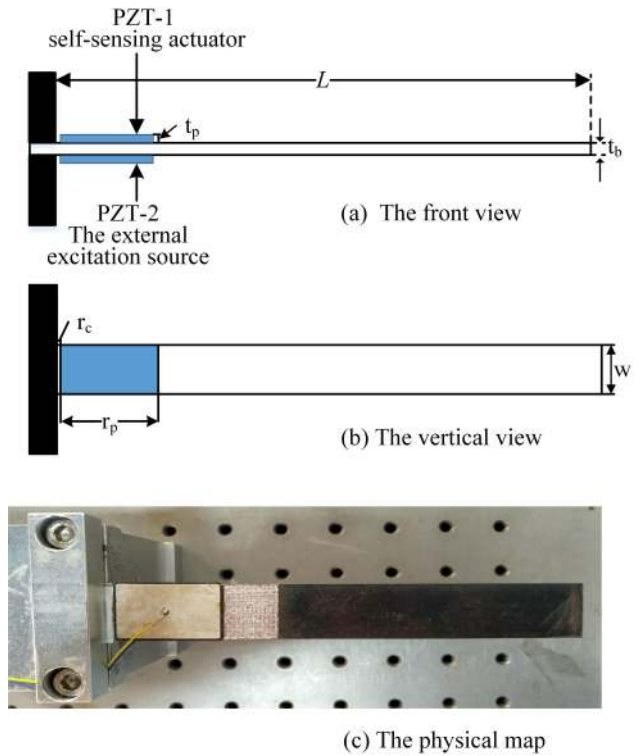 PZT-1
self-sensing actuator
L
tp
tb
PZT-2
The external
excitation source
(a) The front view
rc
w
rp
(b) The vertical view
(c) The physical map